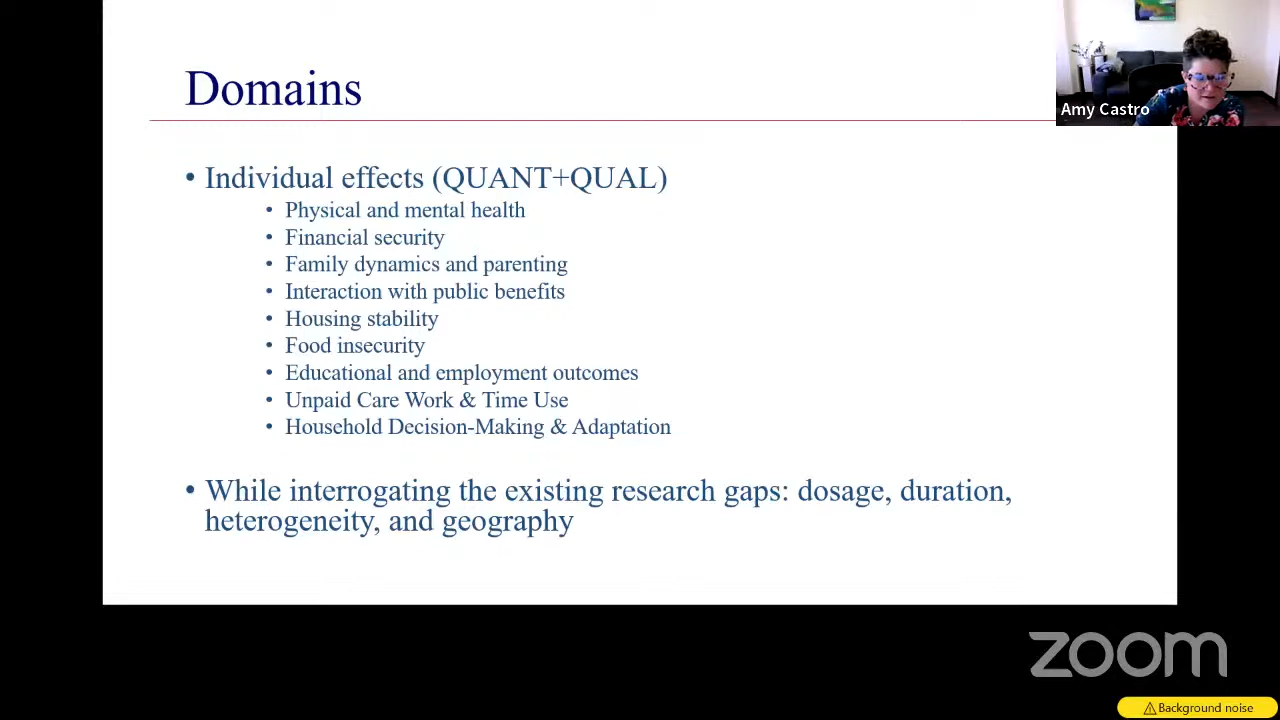 Domains
Amy Castro
• Individual effects (QUANT+QUAL)
• Physical and mental health
• Financial security
• Family dynamics and parenting
• Interaction with public benefits
• Housing stability
• Food insecurity
• Educational and employment outcomes
• Unpaid Care Work & Time Use
• Household Decision-Making & Adaptation
• While interrogating the existing research gaps: dosage, duration,
heterogeneity, and geography
zoom
Background noise